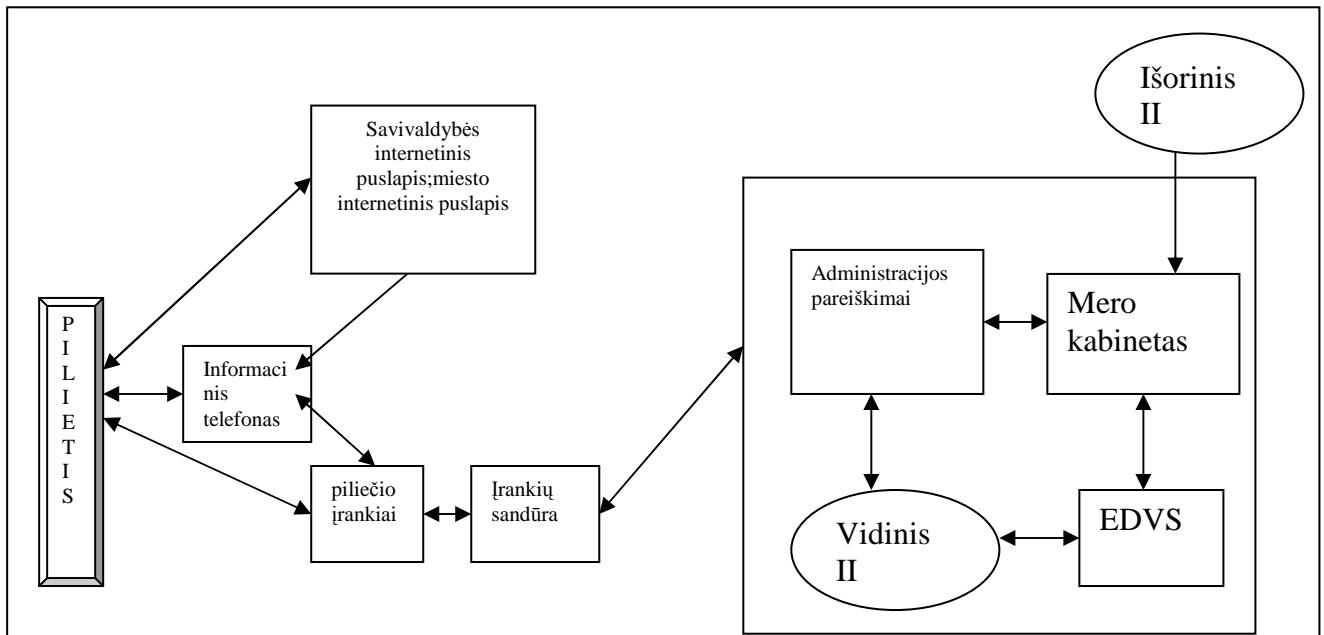 Išorinis
II
Savivaldybės
internetinis
puslapis;miesto
internetinis puslapis
Administracijos
pareiškimai
Mero
kabinetas
P
I
L
I
E
T
I
S
Informaci
nis
telefonas
piliečio
įrankiai
Įrankių
sandūra
Vidinis
II
EDVS